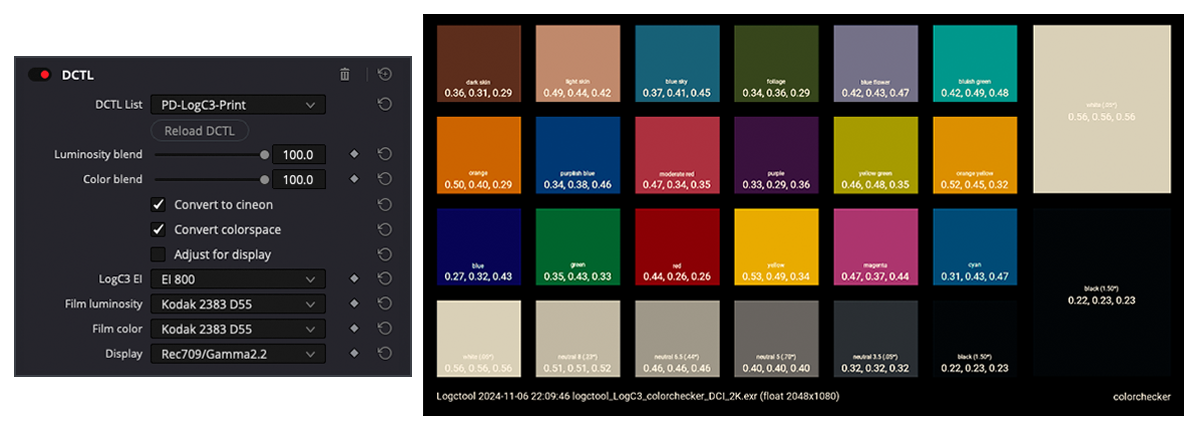 DCTL
DCTL List PD-LogC3-Print
Reload DCTL
Luminosity blend 100.0
Color blend 100.0
Convert to cineon
Convert colorspace
Adjust for display
LogC3 EI EI 800
Film luminosity Kodak 2383 D55
Film color Kodak 2383 D55
Display Rec709/Gamma2.2
dark skin
0.36, 0.31, 0.29
light skin
0.49, 0.44, 0.42
blue sky
0.37, 0.41, 0.45
foliage
0.34, 0.36, 0.29
blue flower
0.42, 0.43, 0.47
bluish green
0.42, 0.49, 0.48
white (.05*)
0.56, 0.56, 0.56
orange
0.50, 0.40, 0.29
purplish blue
0.34, 0.38, 0.46
moderate red
0.47, 0.34, 0.35
purple
0.33, 0.29, 0.36
yellow green
0.46, 0.48, 0.35
orange yellow
0.52, 0.45, 0.32
blue
0.27, 0.32, 0.43
green
0.35, 0.43, 0.33
red
0.44, 0.26, 0.26
yellow
0.53, 0.49, 0.34
magenta
0.47, 0.37, 0.44
cyan
0.31, 0.43, 0.47
black (1.50*)
0.22, 0.23, 0.23
white (.05*)
0.56, 0.56, 0.56
neutral 8 (.23*)
0.51, 0.51, 0.52
neutral 6.5 (.44*)
0.46, 0.46, 0.46
neutral 5 (.70*)
0.40, 0.40, 0.40
neutral 3.5 (.05*)
0.32, 0.32, 0.32
black (1.50*)
0.22, 0.23, 0.23
Logctool 2024-11-06 22:09:46 logctool_LogC3_colorchecker_DCI_2K.exr (float 2048x1080)
colorchecker